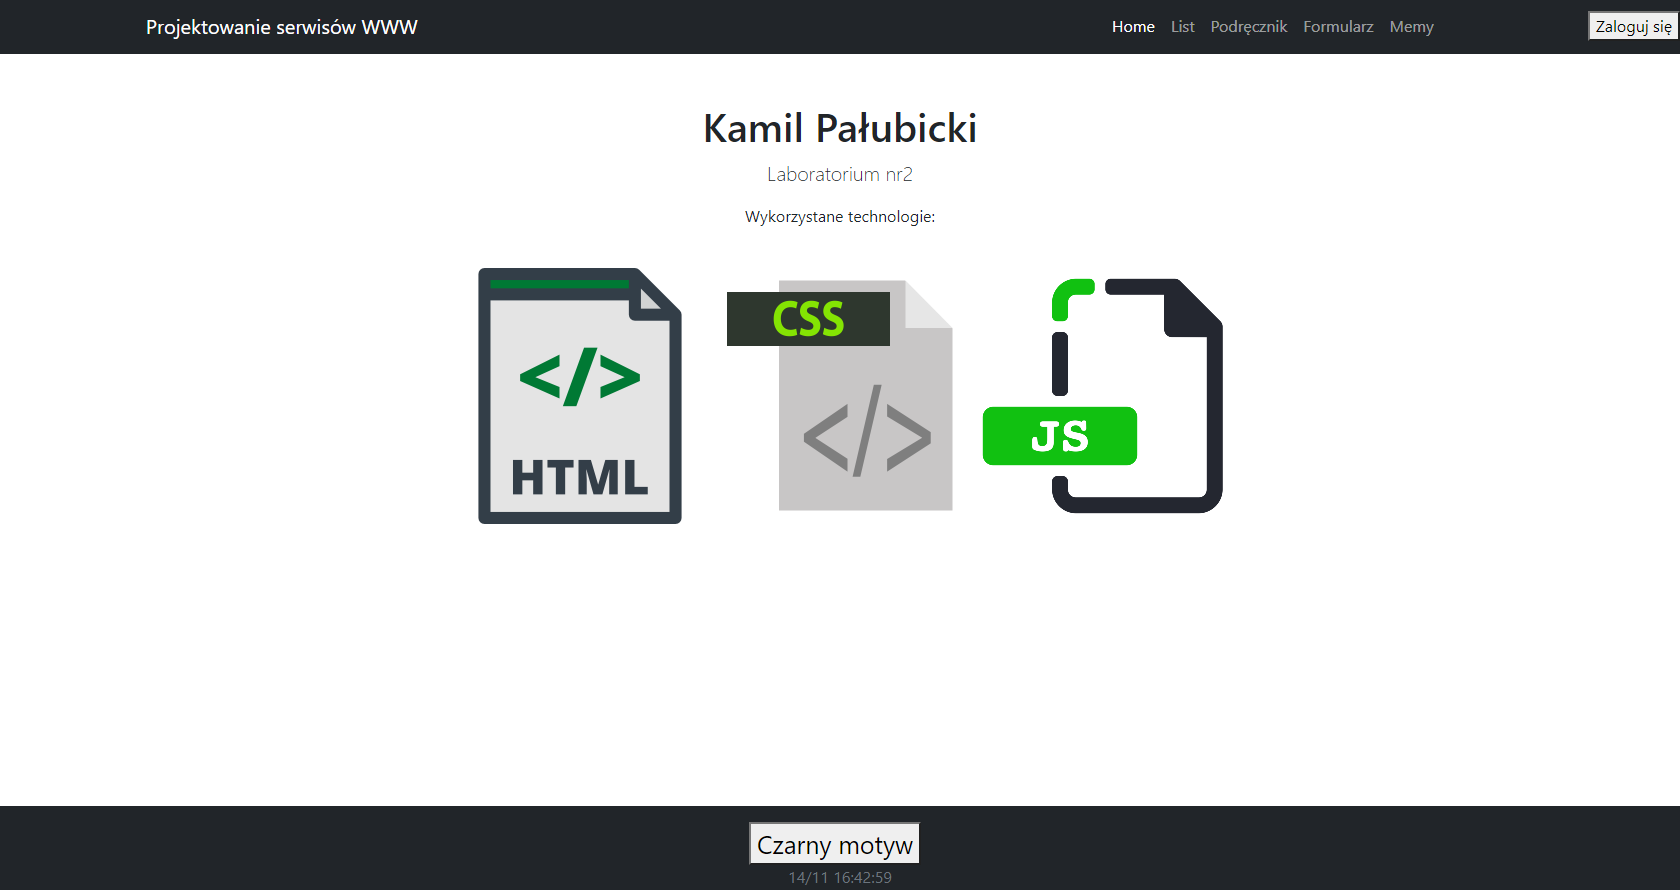 Projektowanie serwisów WWW
Home List Podręcznik Formularz Memy
Zaloguj się
Kamil Pałubicki
Laboratorium nr2
Wykorzystane technologie:
</>
HTML
CSS
</>
JS
Czarny motyw
14/11 16:42:59